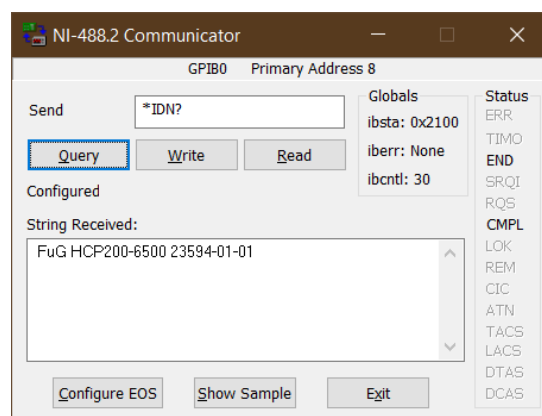 NI-488.2 Communicator
GPIB0 Primary Address 8
Send
*IDN?
Query
Write
Read
Configured
Globals
ibsta: 0x2100
iberr: None
ibcntl: 30
String Received:
FuG HCP200-6500 23594-01-01
Configure EOS
Show Sample
Exit
Status
ERR
TIMO
END
SRQI
RQS
CMPL
LOK
REM
CIC
ATN
TACS
LACS
DTAS
DCAS